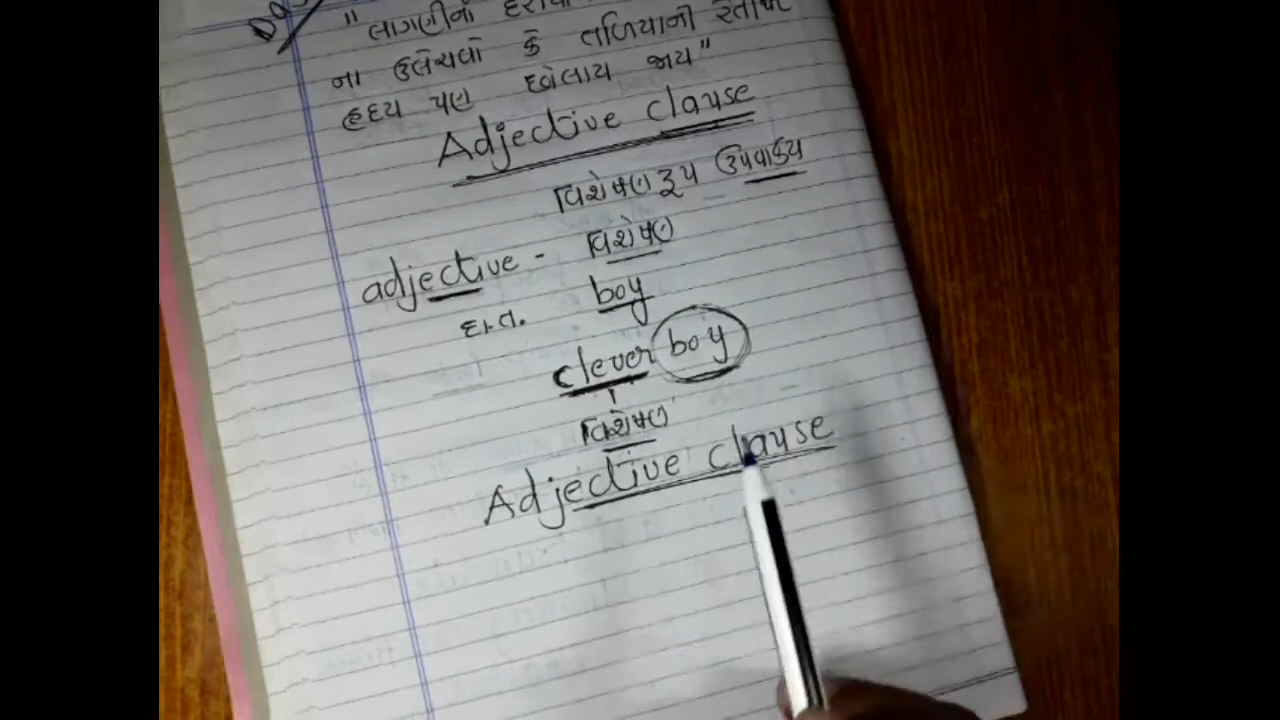 " લાગણીનો
ના ઉલેચવો કે તળિયાની
હૃદય પણ છોલાય જાય"
Adjective clause
વિશેષણ રૂપ ઉપવાક્ય
adjective - વિશેષણ
દા.ત. boy
clever boy
વિશેષણ
Adjective clause